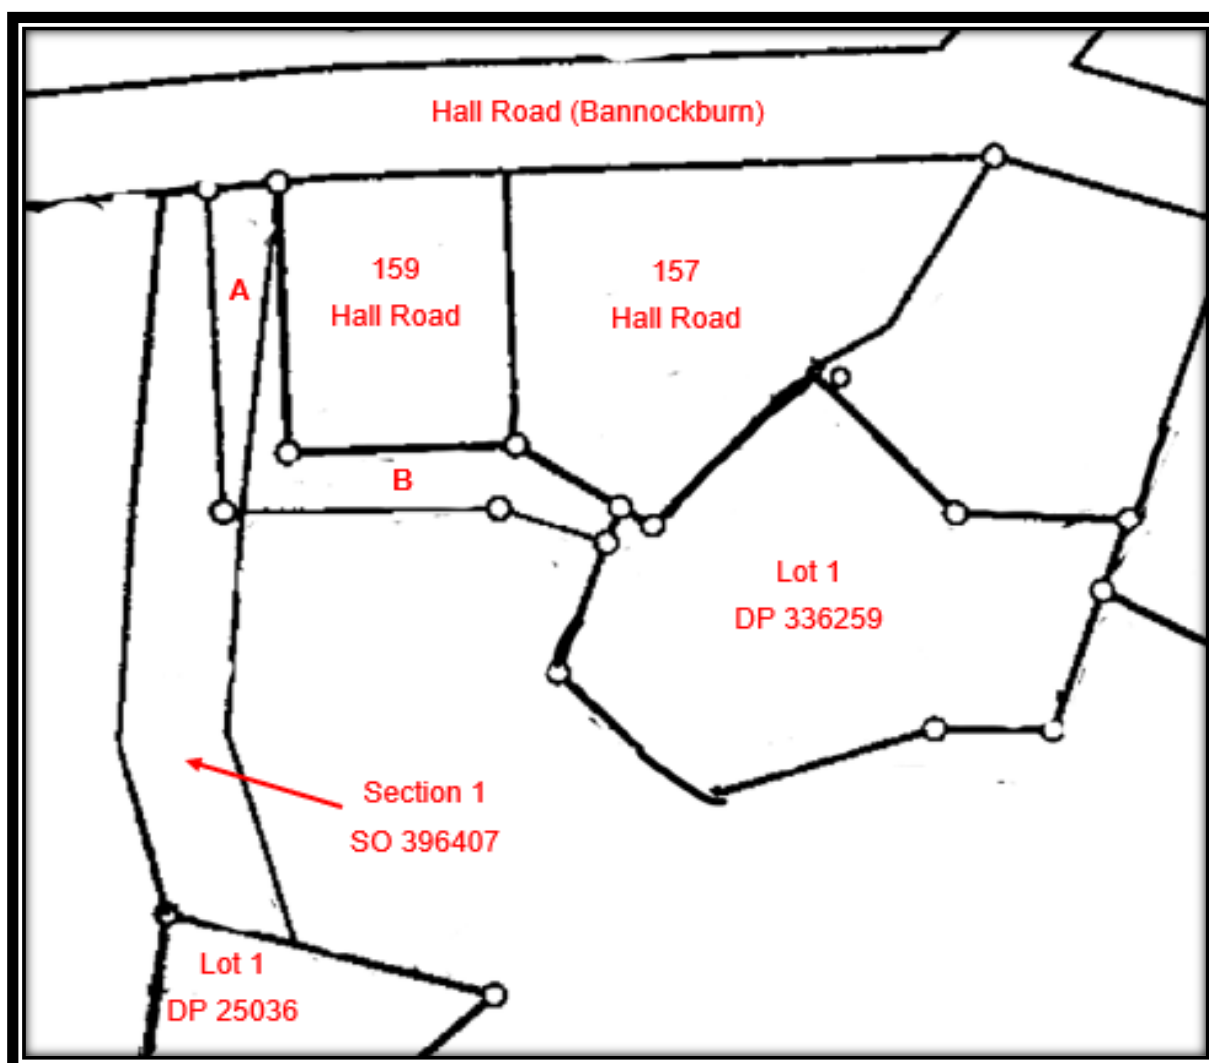 Hall Road (Bannockburn)
159
Hall Road
157
Hall Road
A
B
Lot 1
DP 336259
Section 1
SO 396407
Lot 1
DP 25036